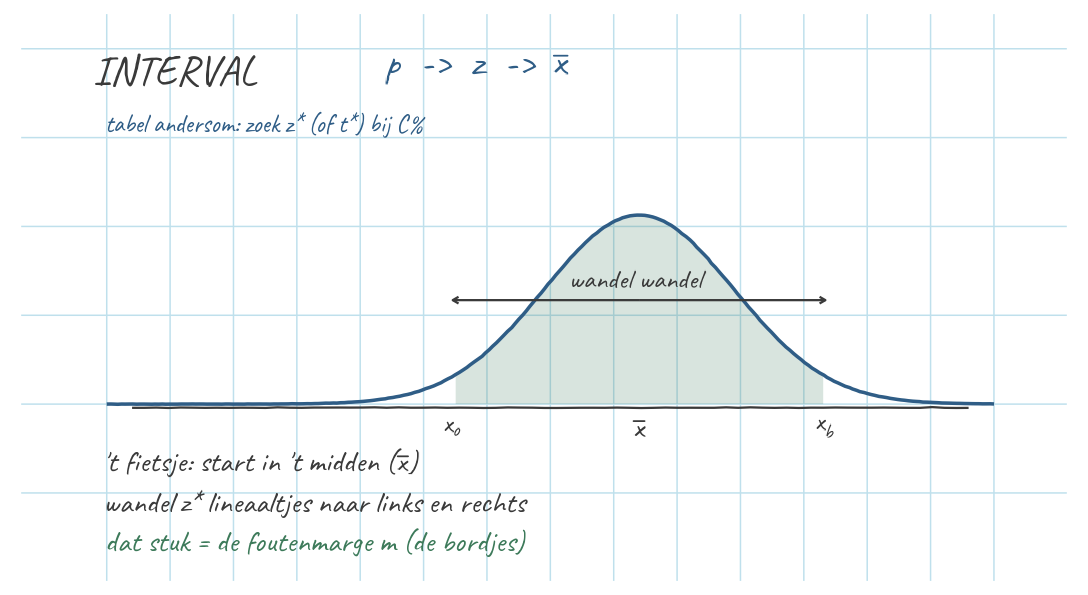 INTERVAL
p -> z -> x̅
tabel andersom: zoek z* (of t*) bij C%
wandel wandel
x₀
x̅
x_b
't fietsje: start in 't midden (x̅)
wandel z* lineaaltjes naar links en rechts
dat stuk = de foutenmarge m (de bordjes)